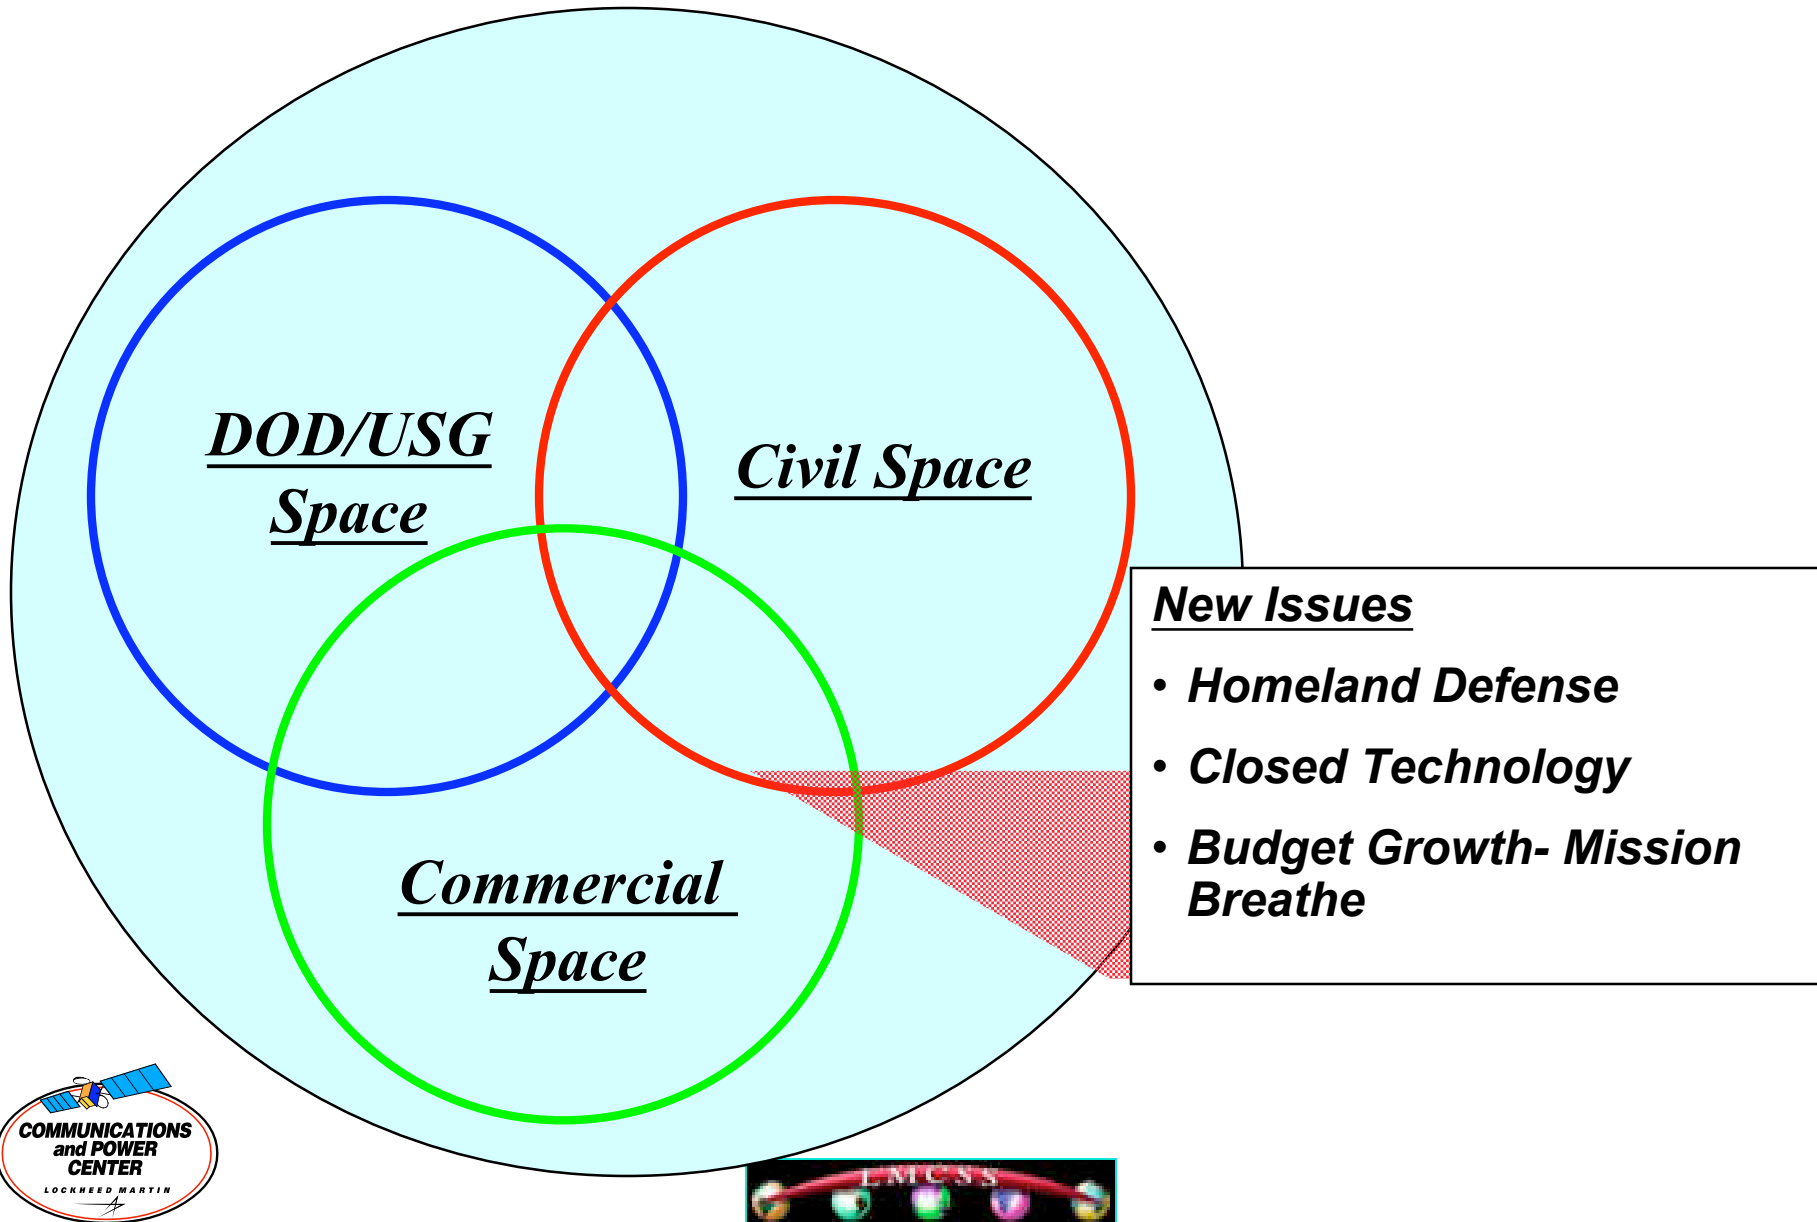 DOD/USG
Space
Civil Space
Commercial
Space
New Issues
• Homeland Defense
• Closed Technology
• Budget Growth- Mission
Breathe
COMMUNICATIONS
and POWER
CENTER
LOCKHEED MARTIN
LMCSS